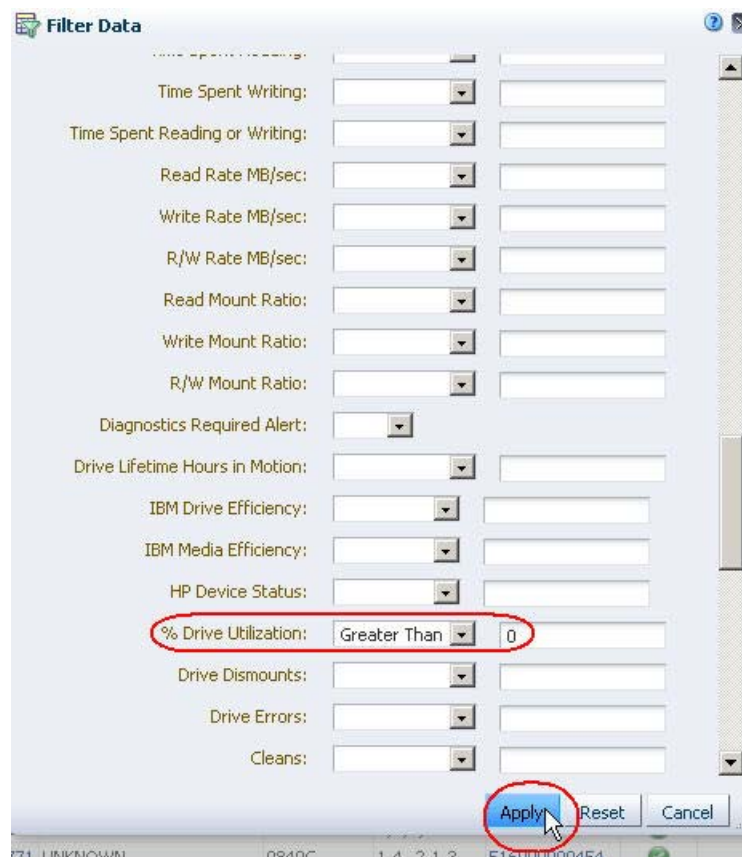 Filter Data
Time Spent Writing:
Time Spent Reading or Writing:
Read Rate MB/sec:
Write Rate MB/sec:
R/W Rate MB/sec:
Read Mount Ratio:
Write Mount Ratio:
R/W Mount Ratio:
Diagnostics Required Alert:
Drive Lifetime Hours in Motion:
IBM Drive Efficiency:
IBM Media Efficiency:
HP Device Status:
% Drive Utilization: Greater Than 0
Drive Dismounts:
Drive Errors:
Cleans:
Apply Reset Cancel